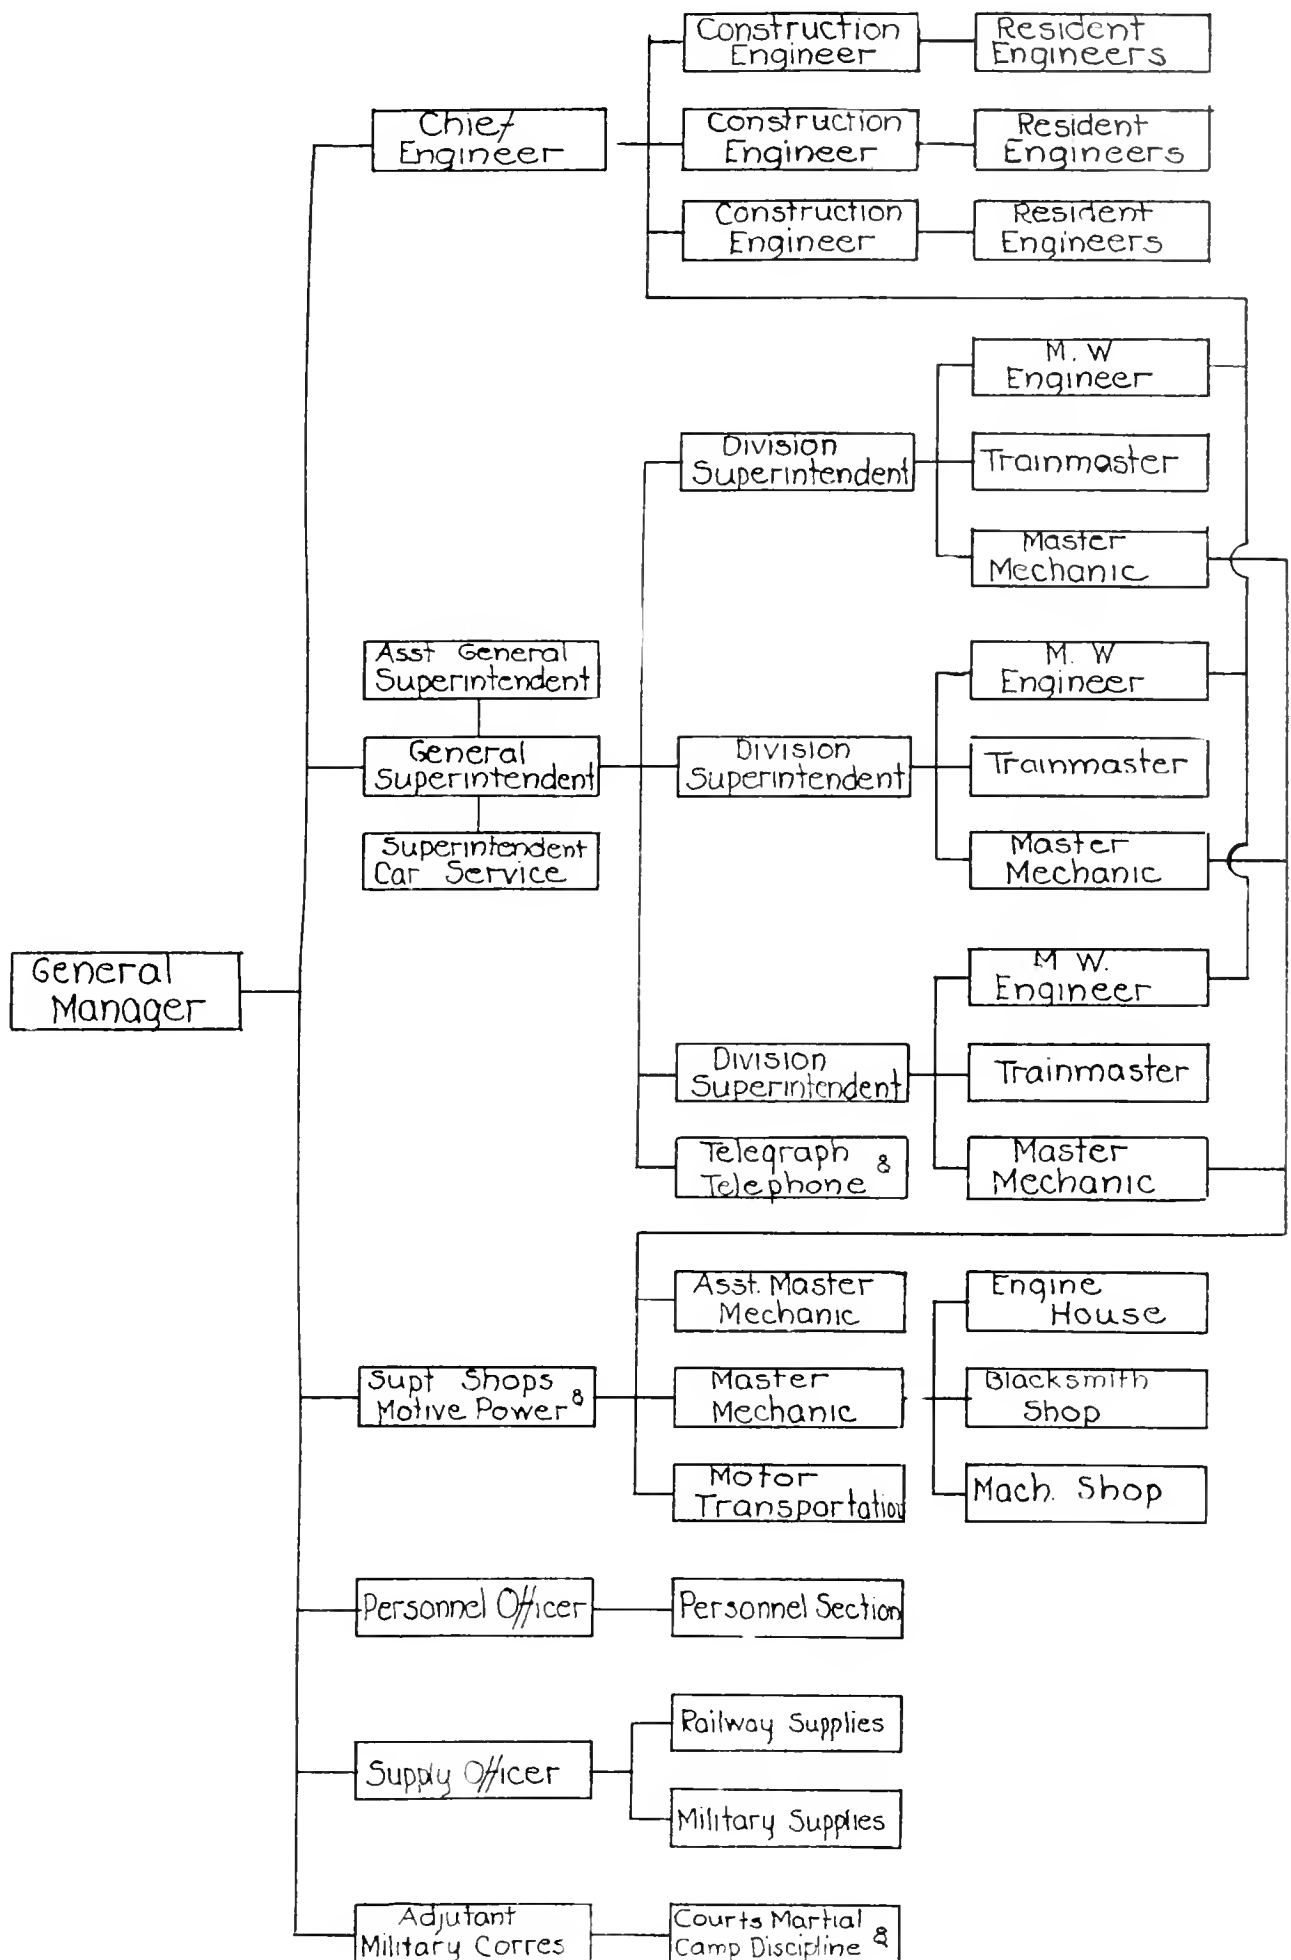 Construction
Engineer
Resident
Engineers
Chief
Engineer
Construction
Engineer
Resident
Engineers
Construction
Engineer
Resident
Engineers
M. W
Engineer
Division
Superintendent
Trainmaster
Master
Mechanic
Asst General
Superintendent
M. W
Engineer
General
Superintendent
Division
Superintendent
Trainmaster
Superintendent
Car Service
Master
Mechanic
General
Manager
M W.
Engineer
Division
Superintendent
Trainmaster
Telegraph &
Telephone
Master
Mechanic
Asst. Master
Mechanic
Engine
House
Supt Shops &
Motive Power
Master
Mechanic
Blacksmith
Shop
Motor
Transportation
Mach. Shop
Personnel Officer
Personnel Section
Railway Supplies
Supply Officer
Military Supplies
Adjutant
Military Corres
Courts Martial &
Camp Discipline